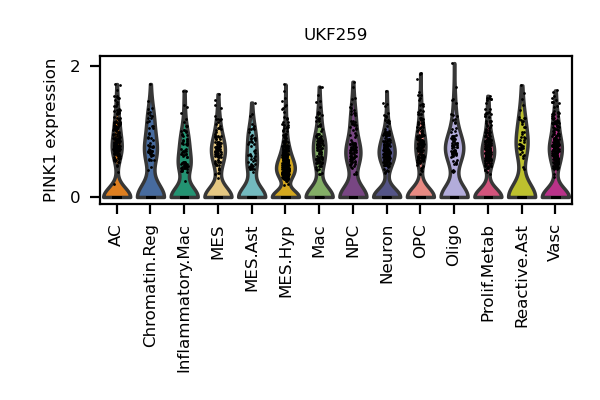 UKF259
PINK1 expression
2
0
AC
Chromatin.Reg
Inflammatory.Mac
MES
MES.Ast
MES.Hyp
Mac
NPC
Neuron
OPC
Oligo
Prolif.Metab
Reactive.Ast
Vasc